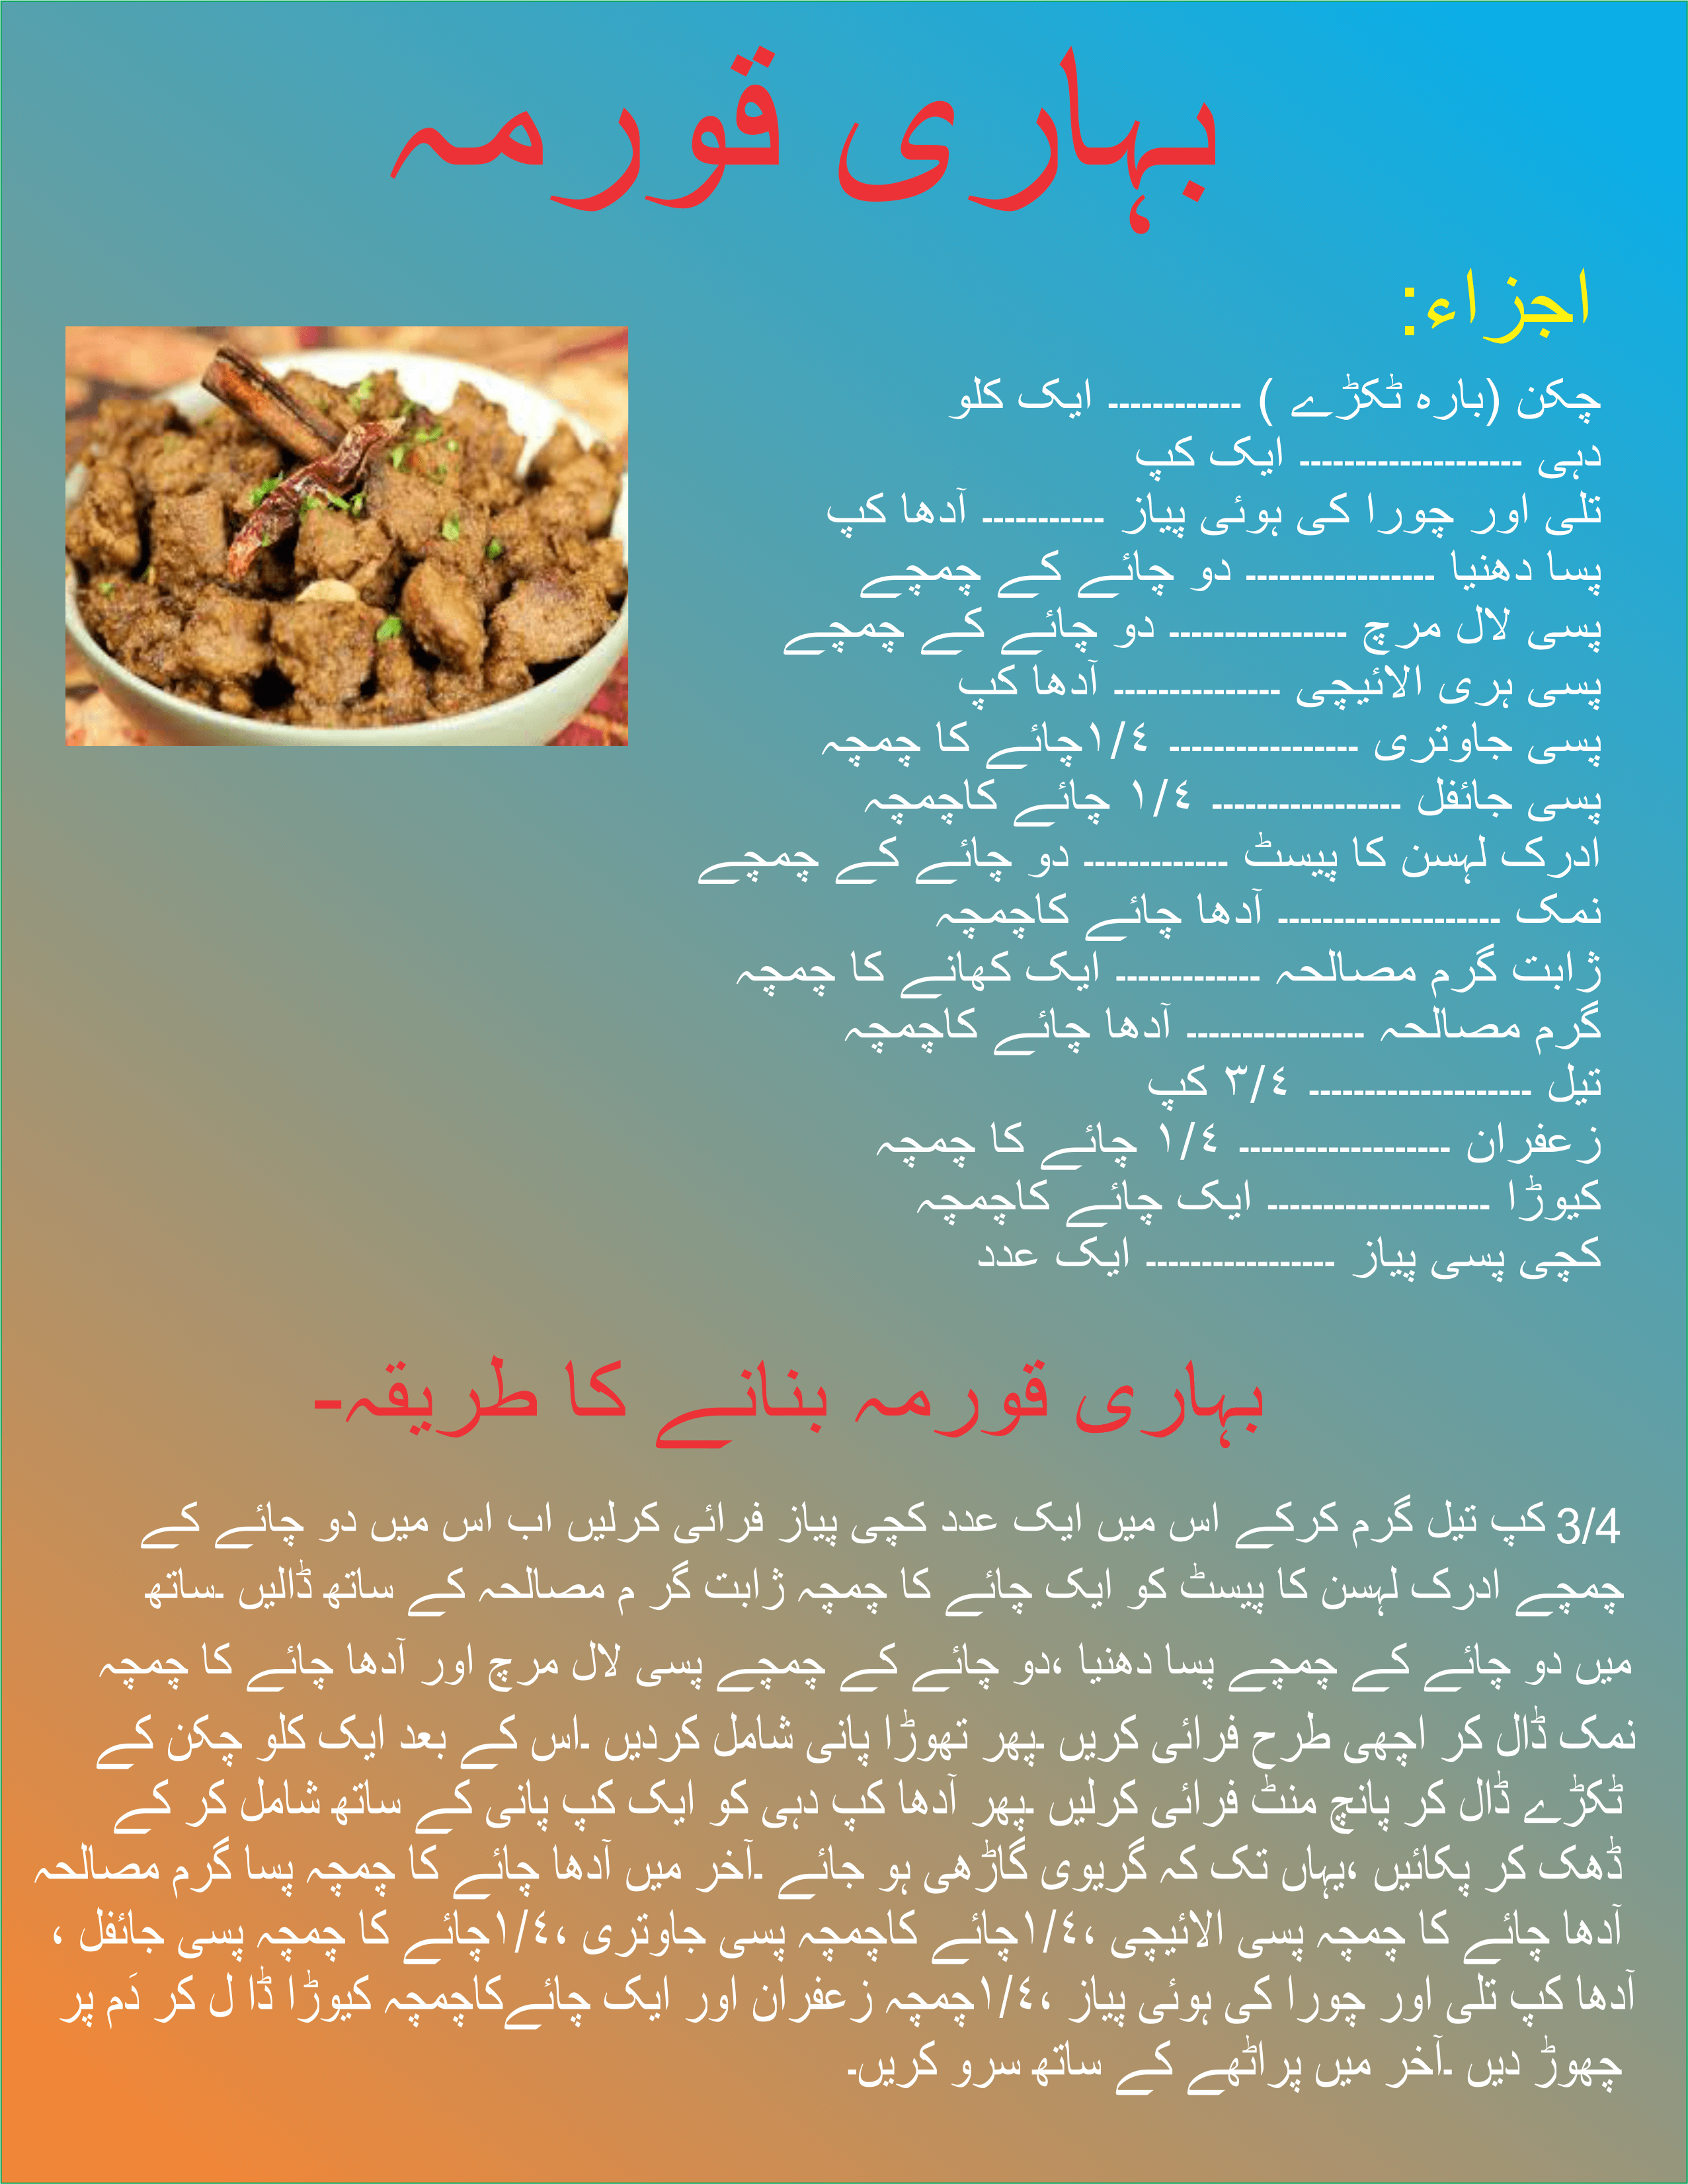 بہاری قورمہ
اجزاء:
چکن (بارہ ٹکڑے ) ------------ ایک کلو
دہی -------------------- ایک کپ
تلی اور چورا کی ہوئی پیاز ----------- آدھا کپ
پسا دھنیا ----------------- دو چائے کے چمچے
پسی لال مرچ ---------------- دو چائے کے چمچے
پسی ہری الائیچی --------------- آدھا کپ
پسی جاوتری ----------------- ١/٤چائے کا چمچہ
پسی جائفل ----------------- ١/٤ چائے کاچمچہ
ادرک لہسن کا پیسٹ ------------- دو چائے کے چمچے
نمک -------------------- آدھا چائے کاچمچہ
ژابت گرم مصالحہ ------------- ایک کھانے کا چمچہ
گرم مصالحہ ---------------- آدھا چائے کاچمچہ
تیل -------------------- ٣/٤ کپ
زعفران ------------------- ١/٤ چائے کا چمچہ
کیوڑا -------------------- ایک چائے کاچمچہ
کچی پسی پیاز ----------------- ایک عدد
بہاری قورمہ بنانے کا طریقہ-
3/4 کپ تیل گرم کرکے اس میں ایک عدد کچی پیاز فرائی کرلیں اب اس میں دو چائے کے
چمچے ادرک لہسن کا پیسٹ کو ایک چائے کا چمچہ ژابت گر م مصالحہ کے ساتھ ڈالیں ۔ساتھ
میں دو چائے کے چمچے پسا دھنیا ،دو چائے کے چمچے پسی لال مرچ اور آدھا چائے کا چمچہ
نمک ڈال کر اچھی طرح فرائی کریں ۔پھر تھوڑا پانی شامل کردیں ۔اس کے بعد ایک کلو چکن کے
ٹکڑے ڈال کر پانچ منٹ فرائی کرلیں ۔پھر آدھا کپ دہی کو ایک کپ پانی کے ساتھ شامل کر کے
ڈھک کر پکائیں ،یہاں تک کہ گریوی گاڑھی ہو جائے ۔آخر میں آدھا چائے کا چمچہ پسا گرم مصالحہ
آدھا چائے کا چمچہ پسی الائیچی ،١/٤چائے کاچمچہ پسی جاوتری ،١/٤چائے کا چمچہ پسی جائفل ،
آدھا کپ تلی اور چورا کی ہوئی پیاز ،١/٤چمچہ زعفران اور ایک چائےکاچمچہ کیوڑا ڈا ل کر دَم پر
چھوڑ دیں ۔آخر میں پراٹھے کے ساتھ سرو کریں۔